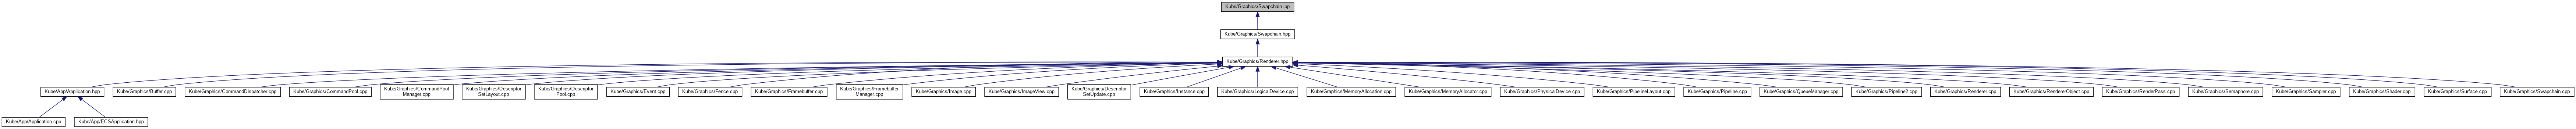 Kube/Graphics/Swapchain.ipp
Kube/Graphics/Swapchain.hpp
Kube/Graphics/Renderer.hpp
Kube/App/Application.hpp
Kube/Graphics/Buffer.cpp
Kube/Graphics/CommandDispatcher.cpp
Kube/Graphics/CommandPool.cpp
Kube/Graphics/CommandPool
Manager.cpp
Kube/Graphics/Descriptor
SetLayout.cpp
Kube/Graphics/Descriptor
Pool.cpp
Kube/Graphics/Event.cpp
Kube/Graphics/Fence.cpp
Kube/Graphics/Framebuffer.cpp
Kube/Graphics/Framebuffer
Manager.cpp
Kube/Graphics/Image.cpp
Kube/Graphics/ImageView.cpp
Kube/Graphics/Descriptor
SetUpdate.cpp
Kube/Graphics/Instance.cpp
Kube/Graphics/LogicalDevice.cpp
Kube/Graphics/MemoryAllocation.cpp
Kube/Graphics/MemoryAllocator.cpp
Kube/Graphics/PhysicalDevice.cpp
Kube/Graphics/PipelineLayout.cpp
Kube/Graphics/Pipeline.cpp
Kube/Graphics/QueueManager.cpp
Kube/Graphics/Pipeline2.cpp
Kube/Graphics/Renderer.cpp
Kube/Graphics/RendererObject.cpp
Kube/Graphics/RenderPass.cpp
Kube/Graphics/Semaphore.cpp
Kube/Graphics/Sampler.cpp
Kube/Graphics/Shader.cpp
Kube/Graphics/Surface.cpp
Kube/Graphics/Swapchain.cpp
Kube/App/Application.cpp
Kube/App/ECSApplication.hpp